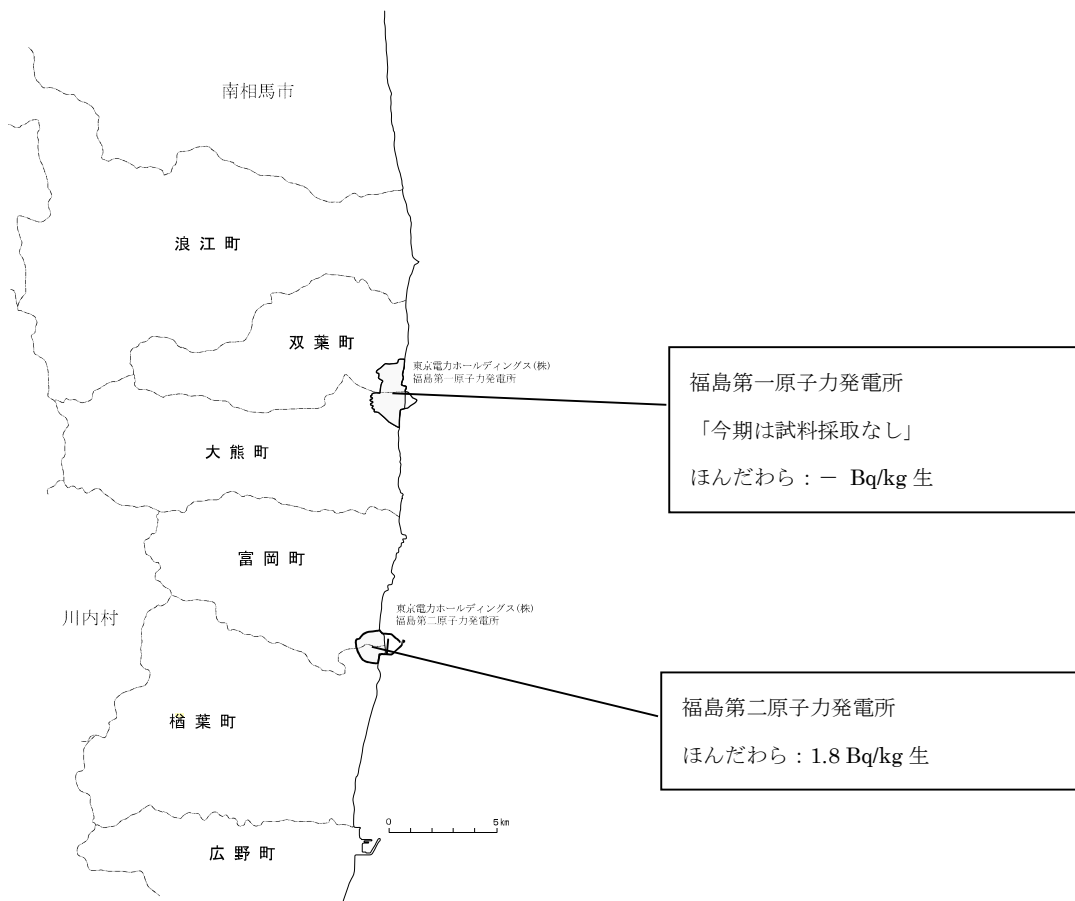 南相馬市
浪江町
双葉町
東京電力ホールディングス(株)
福島第一原子力発電所
福島第一原子力発電所
「今期は試料採取なし」
ほんだわら：－ Bq/kg 生
大熊町
富岡町
東京電力ホールディングス(株)
福島第二原子力発電所
川内村
福島第二原子力発電所
ほんだわら：1.8 Bq/kg 生
楢葉町
0 5km
広野町